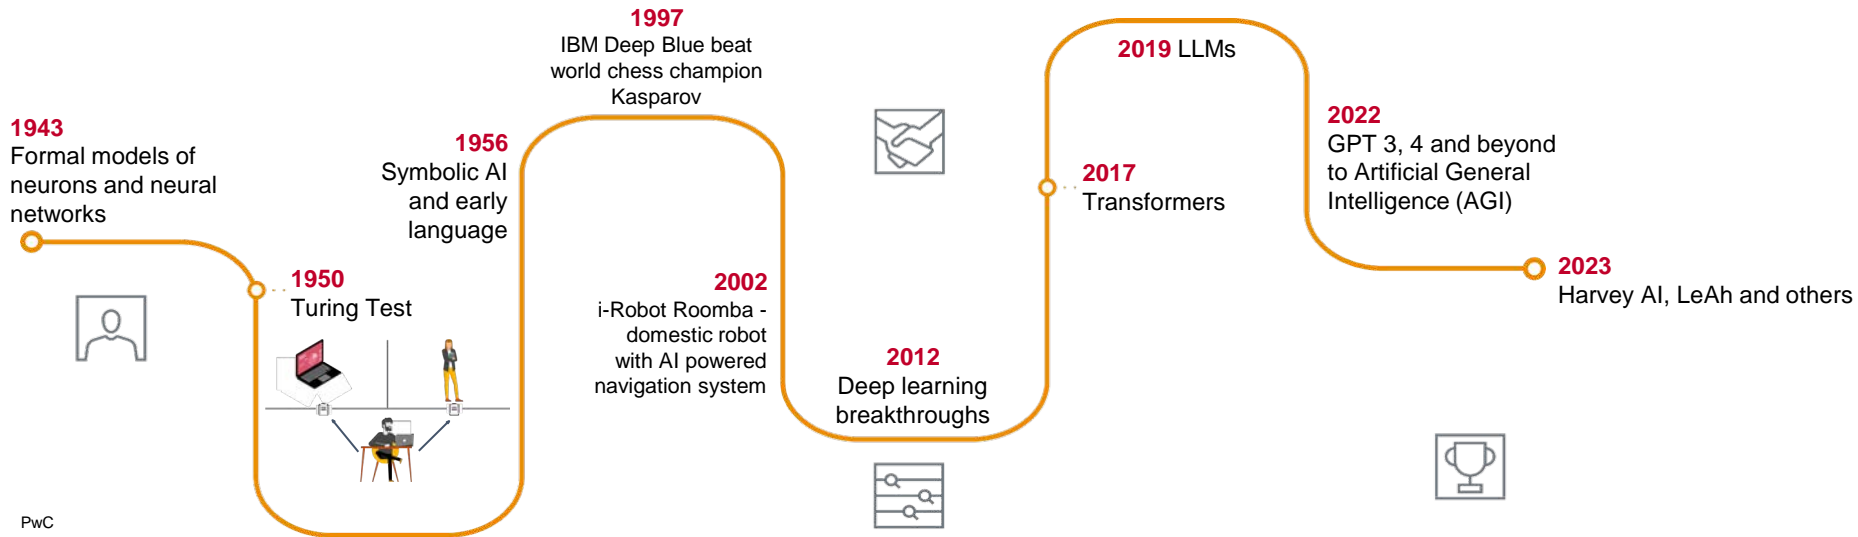 1943
Formal models of
neurons and neural
networks
1950
Turing Test
1956
Symbolic AI
and early
language
1997
IBM Deep Blue beat
world chess champion
Kasparov
2002
i-Robot Roomba -
domestic robot
with AI powered
navigation system
2012
Deep learning
breakthroughs
2017
Transformers
2019 LLMs
2022
GPT 3, 4 and beyond
to Artificial General
Intelligence (AGI)
2023
Harvey AI, LeAh and others
PwC